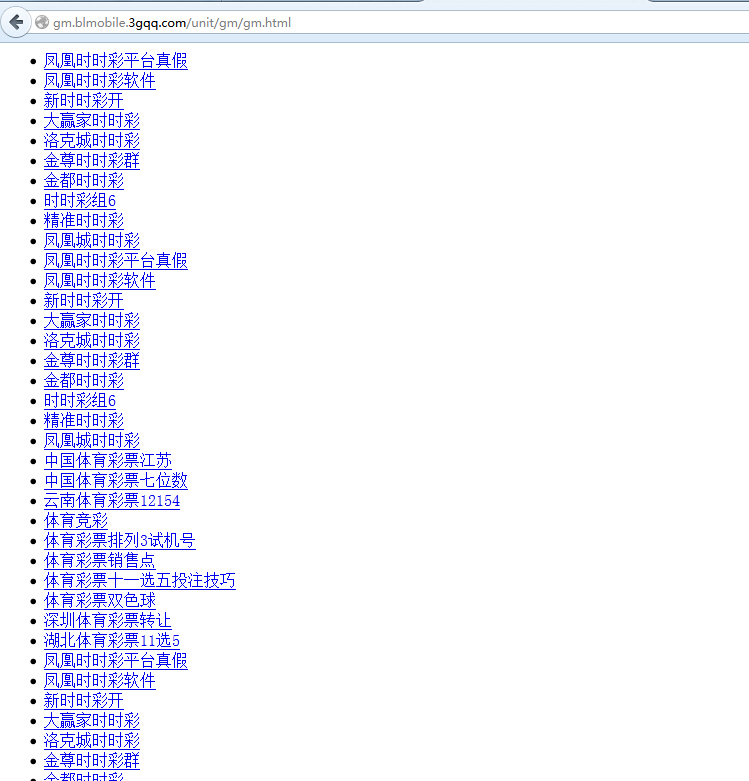 gm.blmobile.3gqq.com/unit/gm/gm.html
凤凰时时彩平台真假
凤凰时时彩软件
新时时彩开
大赢家时时彩
洛克城时时彩
金尊时时彩群
金都时时彩
时时彩组6
精准时时彩
凤凰城时时彩
凤凰时时彩平台真假
凤凰时时彩软件
新时时彩开
大赢家时时彩
洛克城时时彩
金尊时时彩群
金都时时彩
时时彩组6
精准时时彩
凤凰城时时彩
中国体育彩票江苏
中国体育彩票七位数
云南体育彩票12154
体育竞彩
体育彩票排列3试机号
体育彩票销售点
体育彩票十一选五投注技巧
体育彩票双色球
深圳体育彩票转让
湖北体育彩票11选5
凤凰时时彩平台真假
凤凰时时彩软件
新时时彩开
大赢家时时彩
洛克城时时彩
金尊时时彩群
金都时时彩